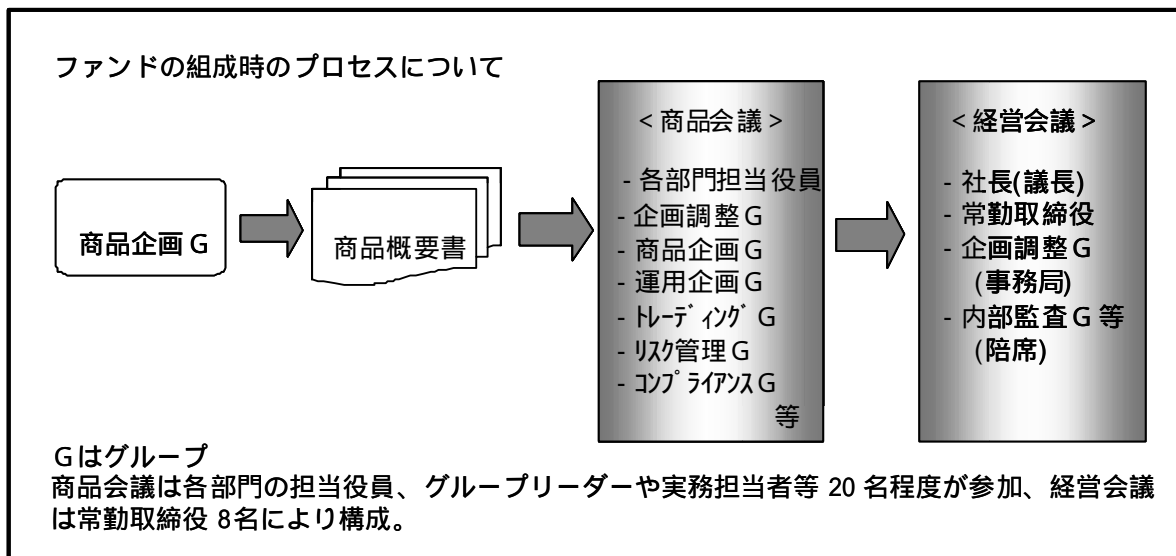 ファンドの組成時のプロセスについて
商品企画G
商品概要書
<商品会議>
- 各部門担当役員
- 企画調整G
- 商品企画G
- 運用企画G
- ﾄﾚｰﾃﾞｨﾝｸﾞG
- ﾘｽｸ管理G
- ｺﾝﾌﾟﾗｲｱﾝｽG
等
<経営会議>
- 社長(議長)
- 常勤取締役
- 企画調整G
(事務局)
- 内部監査G等
(陪席)
Gはグループ
商品会議は各部門の担当役員、グループリーダーや実務担当者等 20 名程度が参加、経営会議
は常勤取締役 8名により構成。